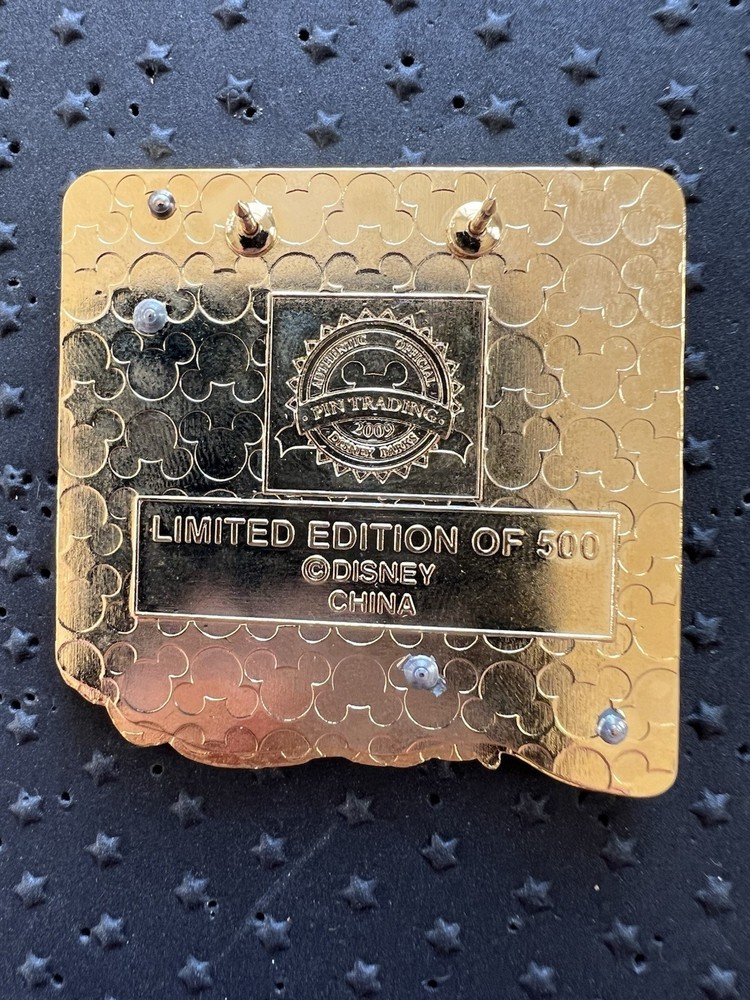 AUTHENTIC OFFICIAL
PIN TRADING
2009
DISNEY PARKS
LIMITED EDITION OF 500
©DISNEY
CHINA